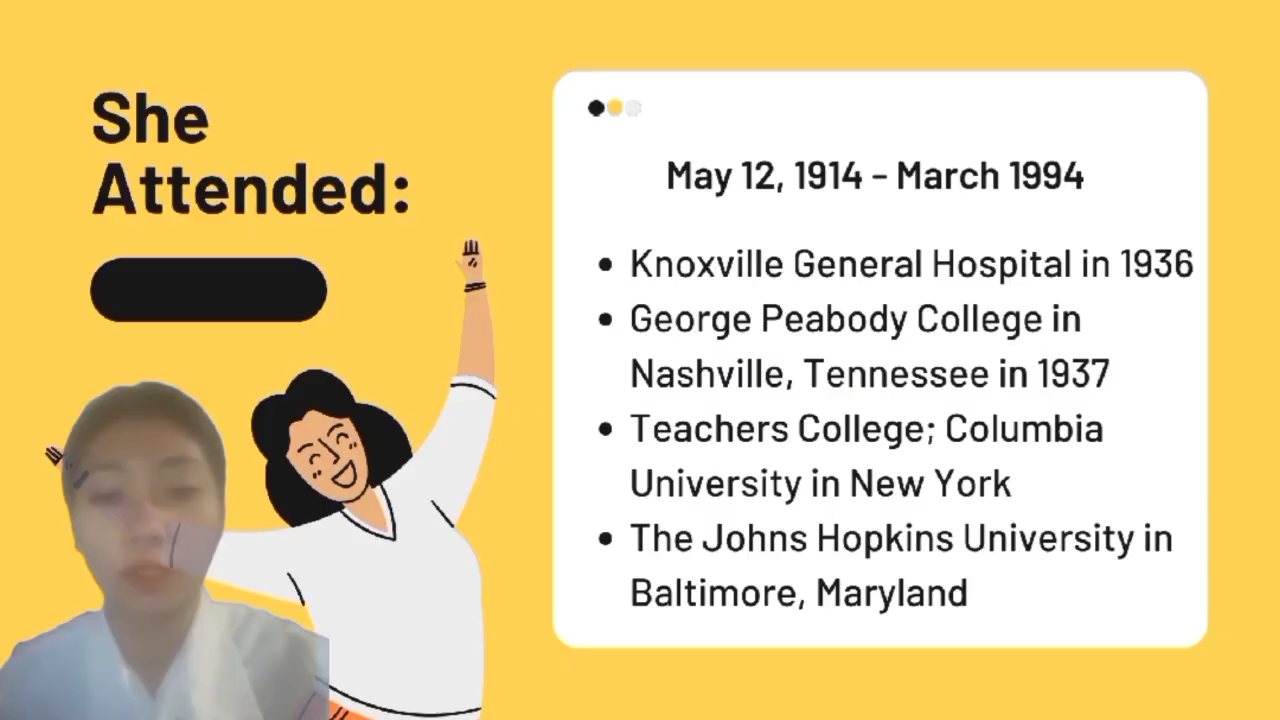 She
Attended:
May 12, 1914 - March 1994
• Knoxville General Hospital in 1936
• George Peabody College in
Nashville, Tennessee in 1937
• Teachers College; Columbia
University in New York
• The Johns Hopkins University in
Baltimore, Maryland